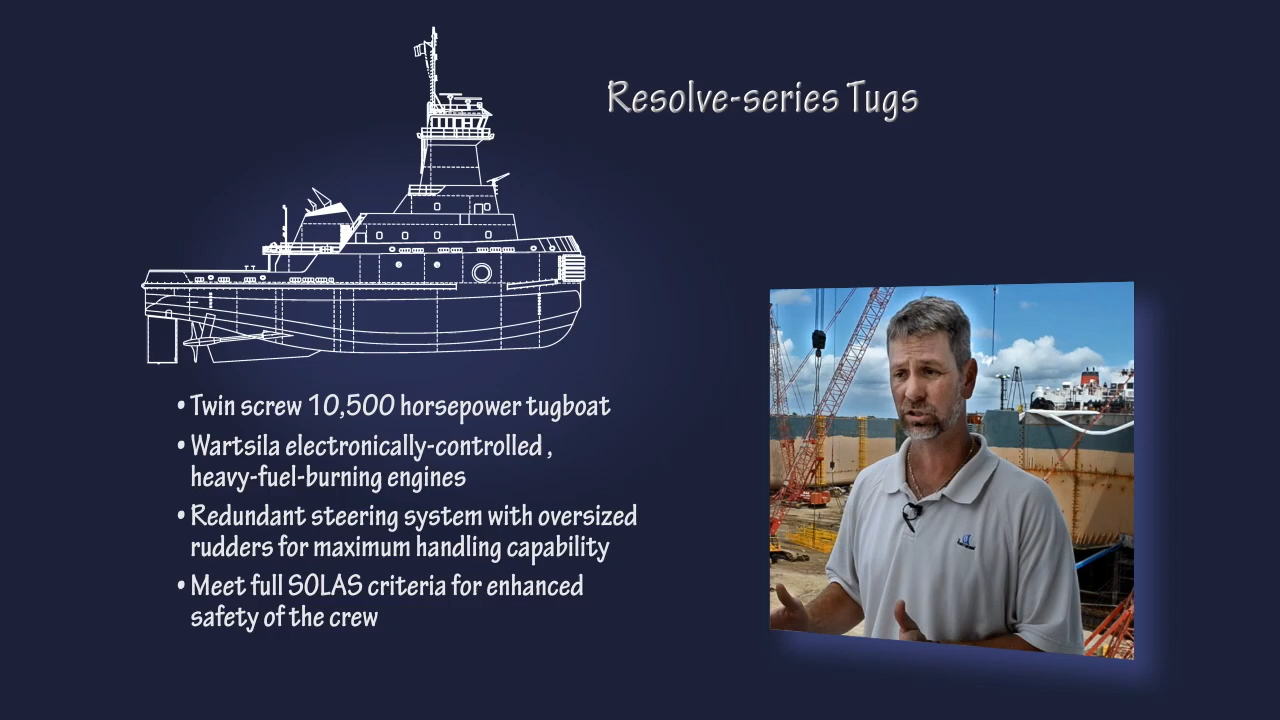 Resolve-series Tugs
• Twin screw 10,500 horsepower tugboat
• Wartsila electronically-controlled ,
heavy-fuel-burning engines
• Redundant steering system with oversized
rudders for maximum handling capability
• Meet full SOLAS criteria for enhanced
safety of the crew